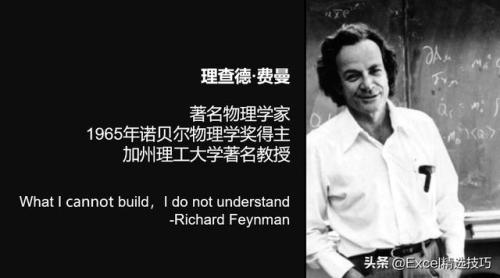 理查德·费曼
著名物理学家
1965年诺贝尔物理学奖得主
加州理工大学著名教授
What I cannot build，I do not understand
-Richard Feynman
头条 @Excel精选技巧